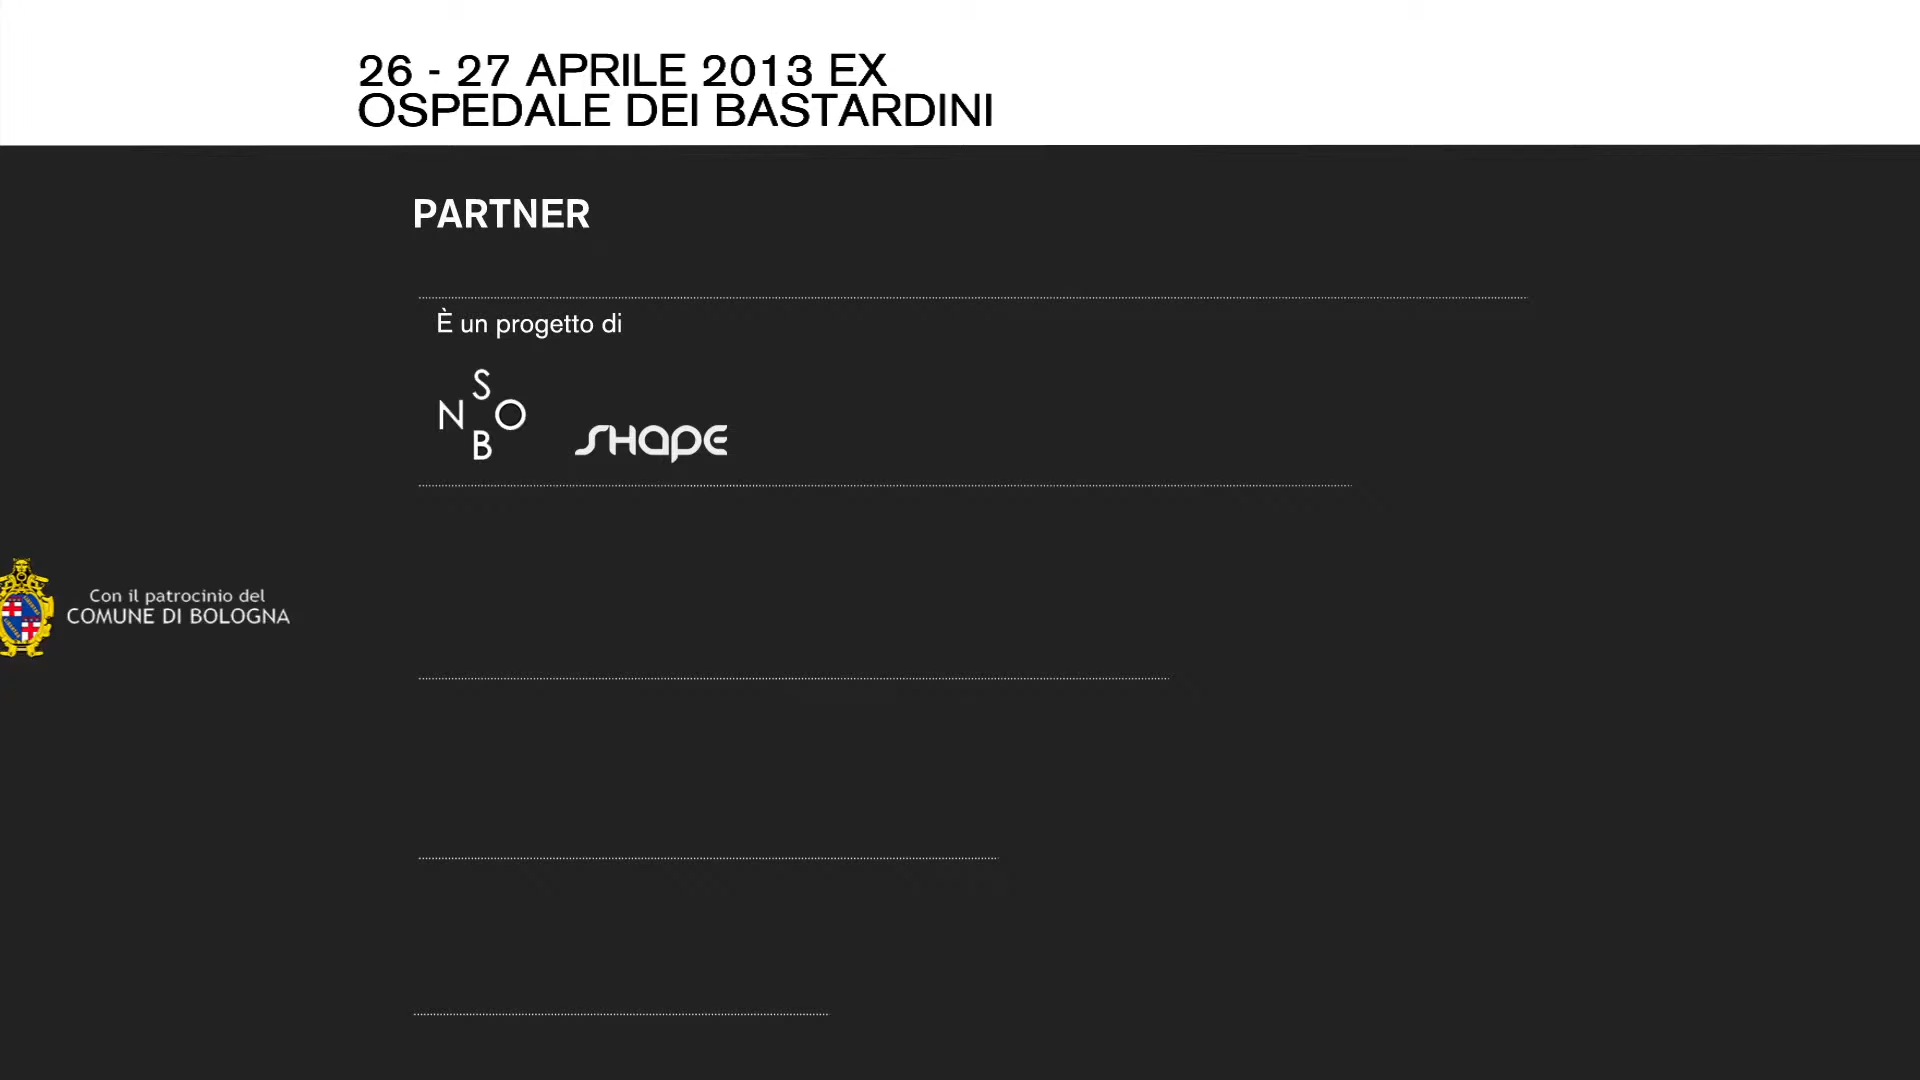 26 - 27 APRILE 2013 EX
OSPEDALE DEI BASTARDINI
PARTNER
È un progetto di
N S O B
SHAPE
Con il patrocinio del
COMUNE DI BOLOGNA